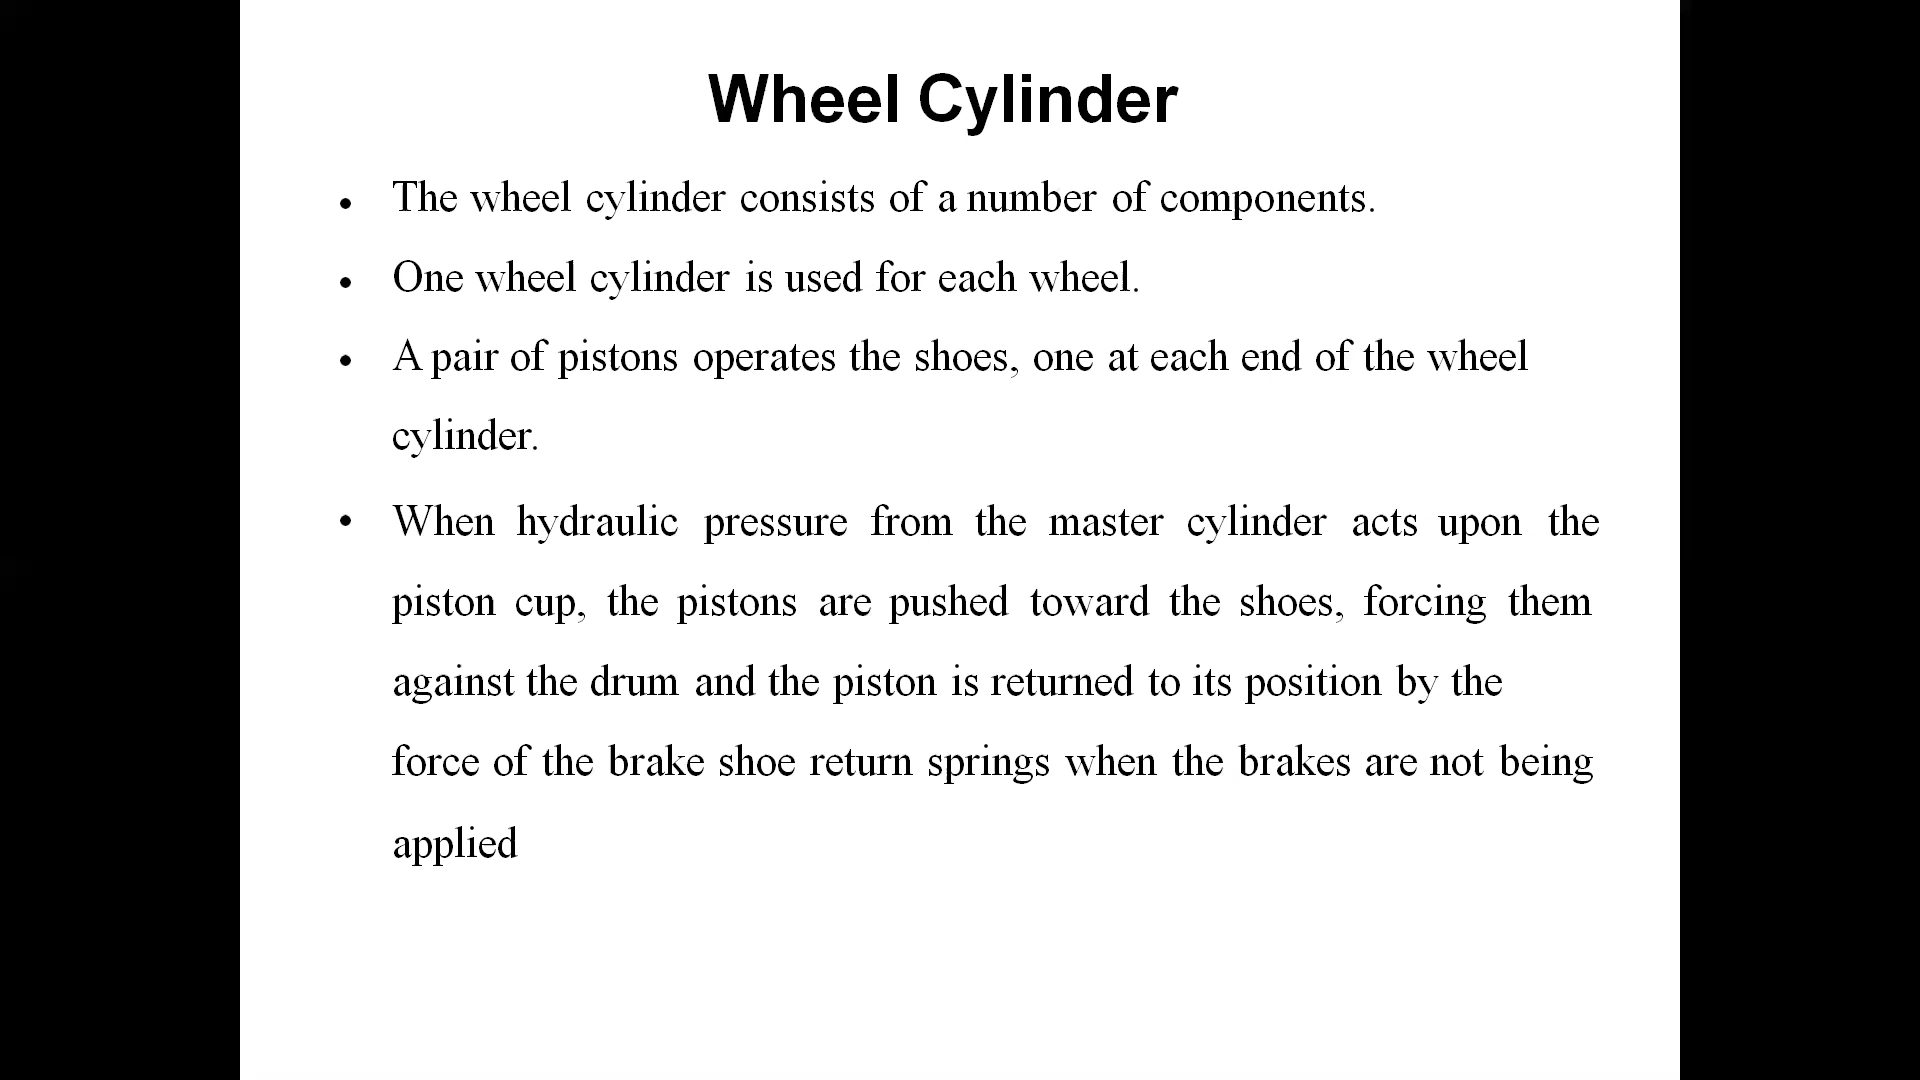 Wheel Cylinder
• The wheel cylinder consists of a number of components.
• One wheel cylinder is used for each wheel.
• A pair of pistons operates the shoes, one at each end of the wheel
cylinder.
• When hydraulic pressure from the master cylinder acts upon the
piston cup, the pistons are pushed toward the shoes, forcing them
against the drum and the piston is returned to its position by the
force of the brake shoe return springs when the brakes are not being
applied